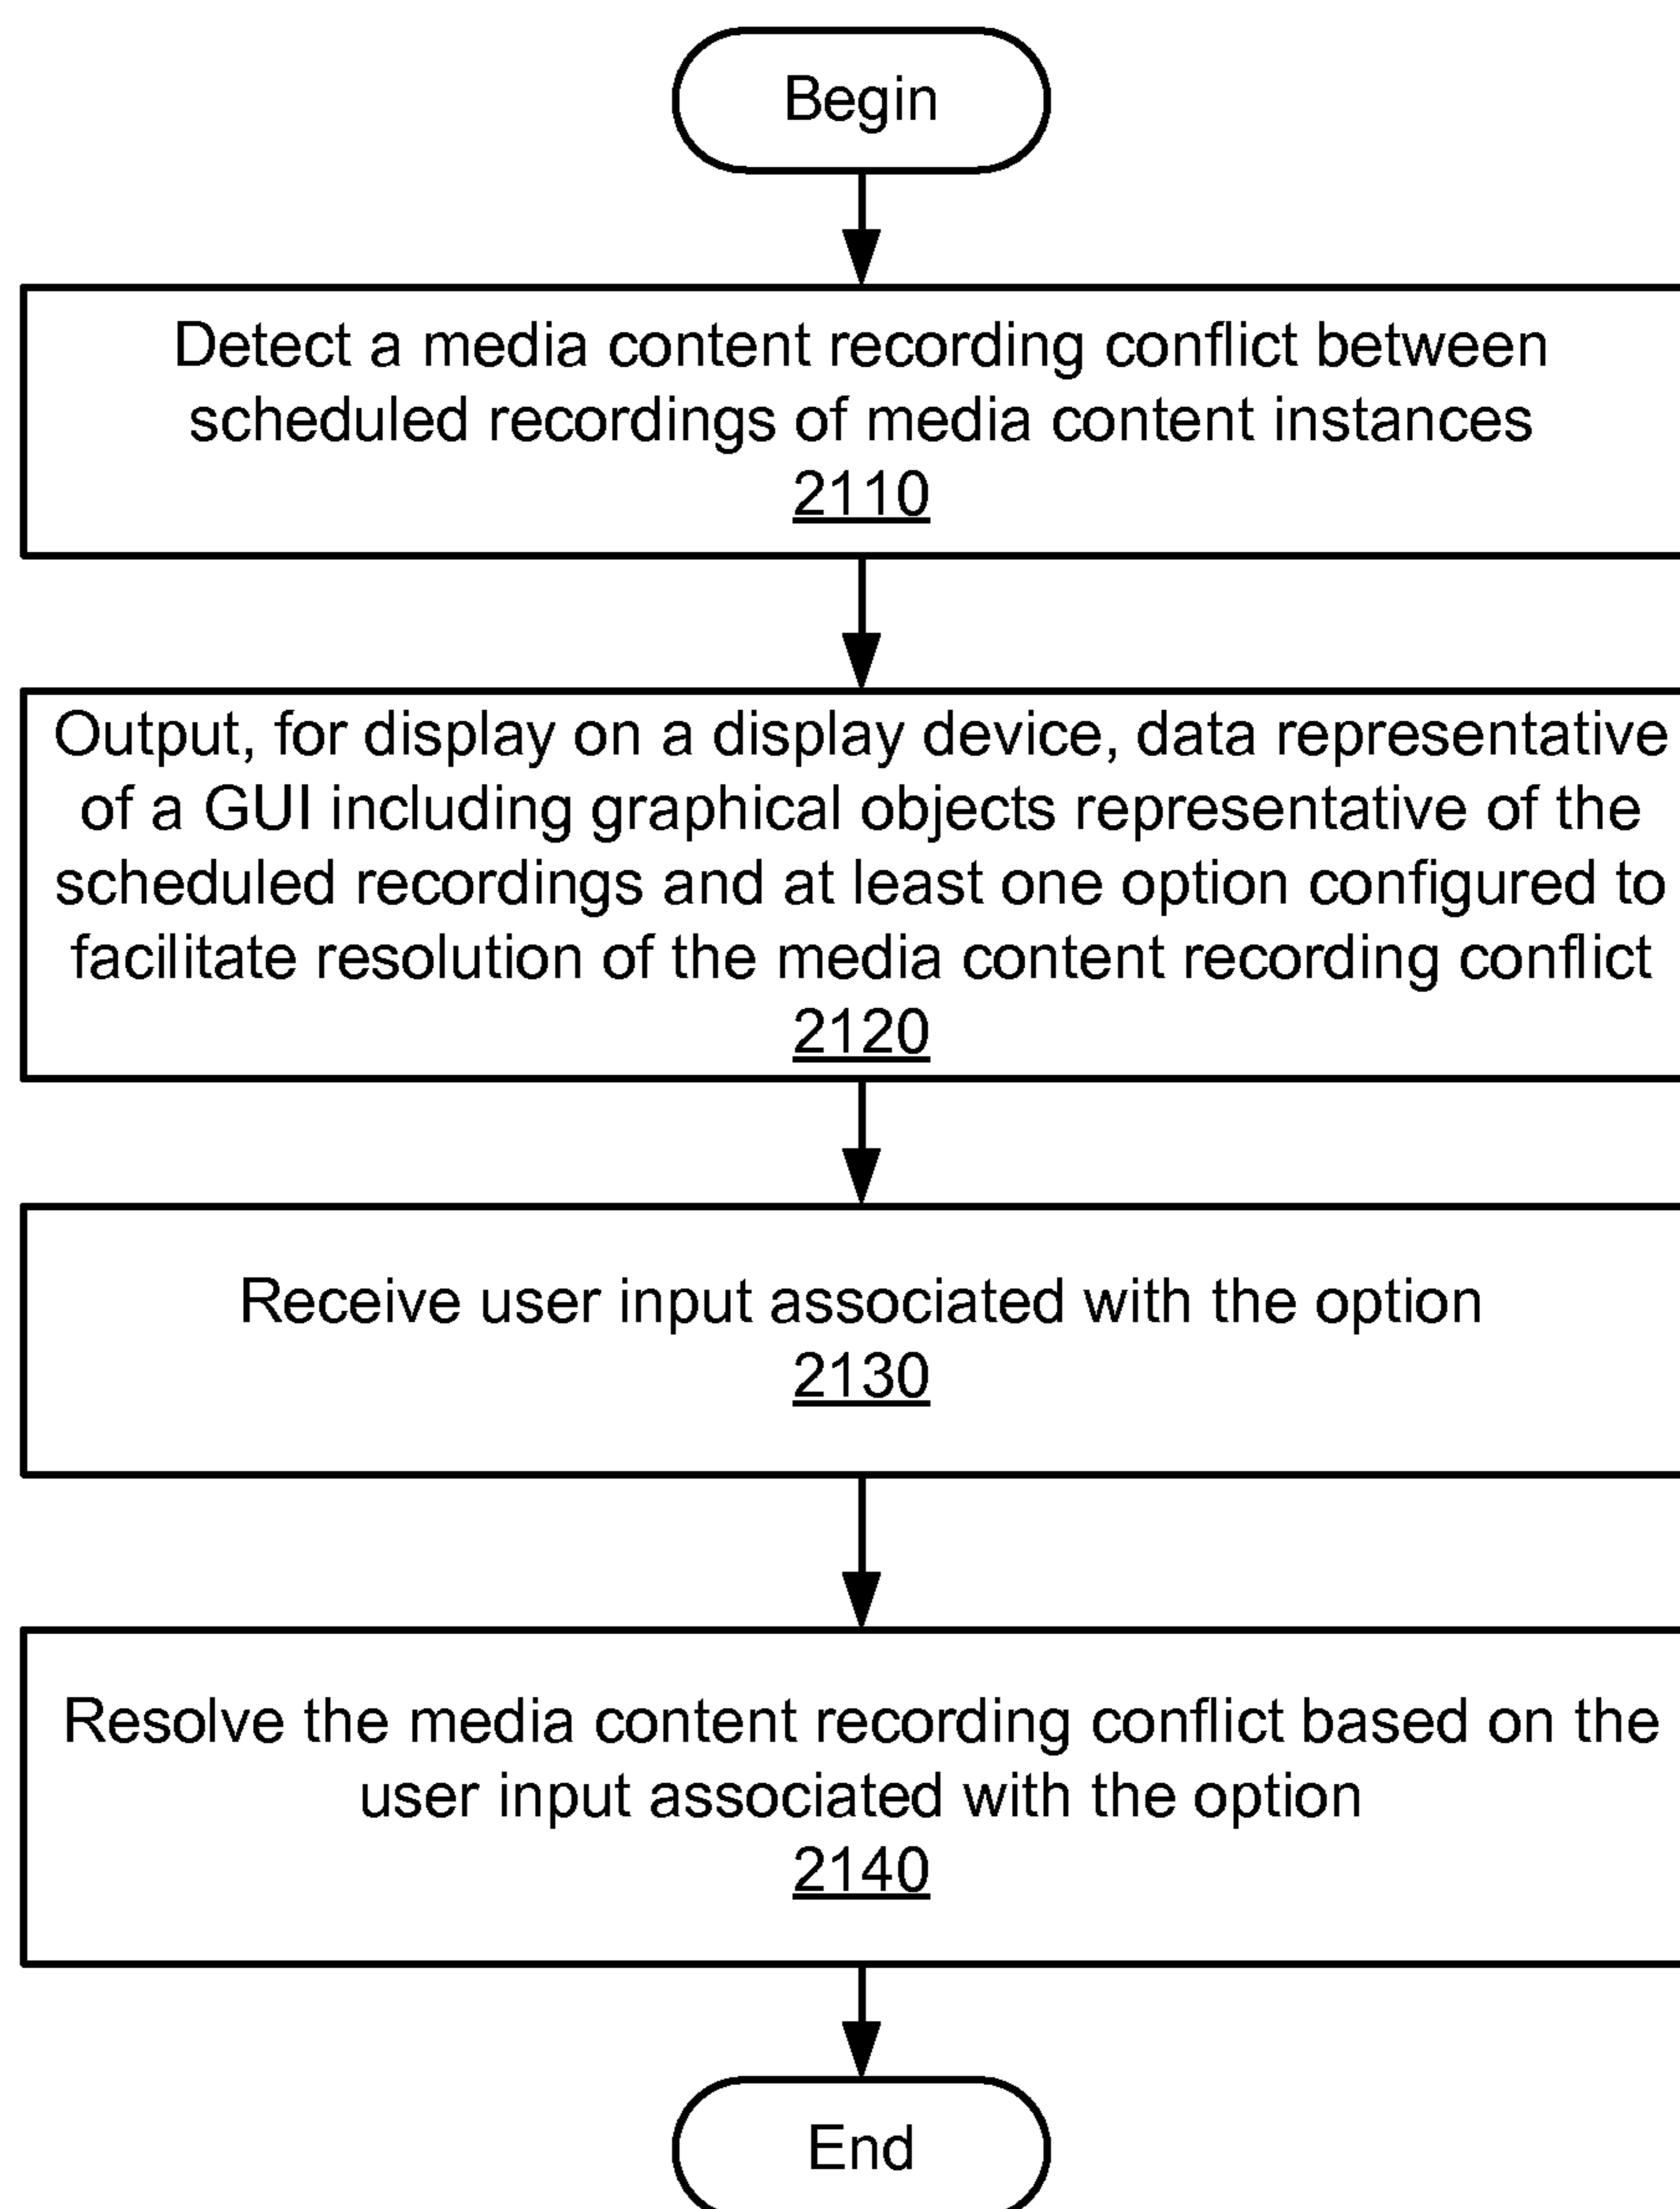 Begin
Detect a media content recording conflict between
scheduled recordings of media content instances
2110
Output, for display on a display device, data representative
of a GUI including graphical objects representative of the
scheduled recordings and at least one option configured to
facilitate resolution of the media content recording conflict
2120
Receive user input associated with the option
2130
Resolve the media content recording conflict based on the
user input associated with the option
2140
End